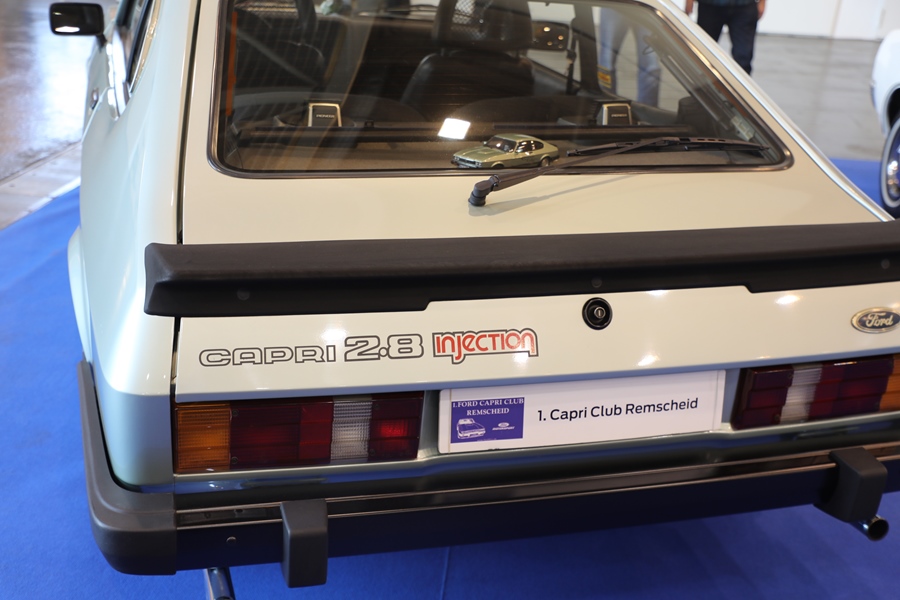 CAPRI 2.8 INJECTION
Ford
1.FORD CAPRI CLUB
REMSCHEID
1. Capri Club Remscheid